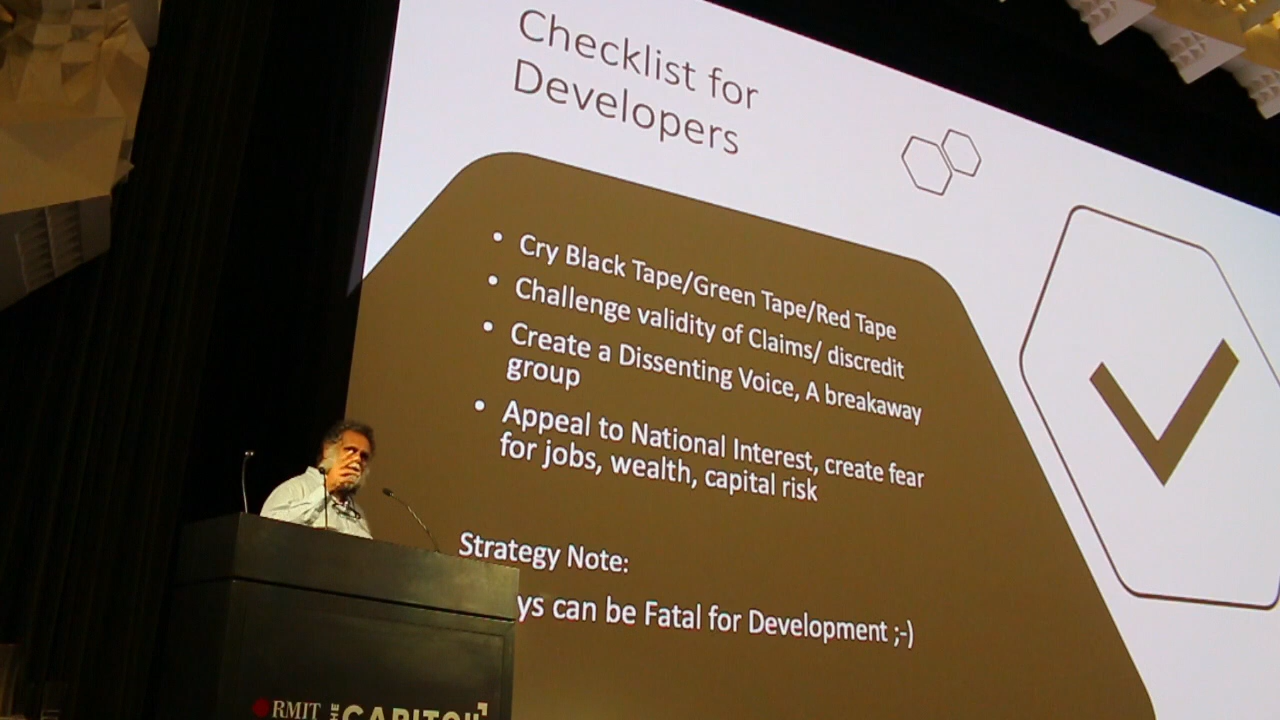 Checklist for
Developers
• Cry Black Tape/Green Tape/Red Tape
• Challenge validity of Claims/ discredit
• Create a Dissenting Voice, A breakaway
group
• Appeal to National Interest, create fear
for jobs, wealth, capital risk
Strategy Note:
ys can be Fatal for Development ;-)
RMIT THE CAPITOL